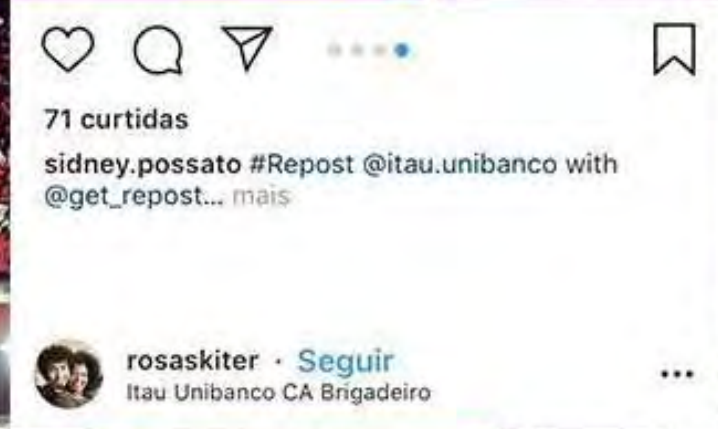 71 curtidas
sidney.possato #Repost @itau.unibanco with
@get_repost... mais
rosaskiter · Seguir
Itau Unibanco CA Brigadeiro